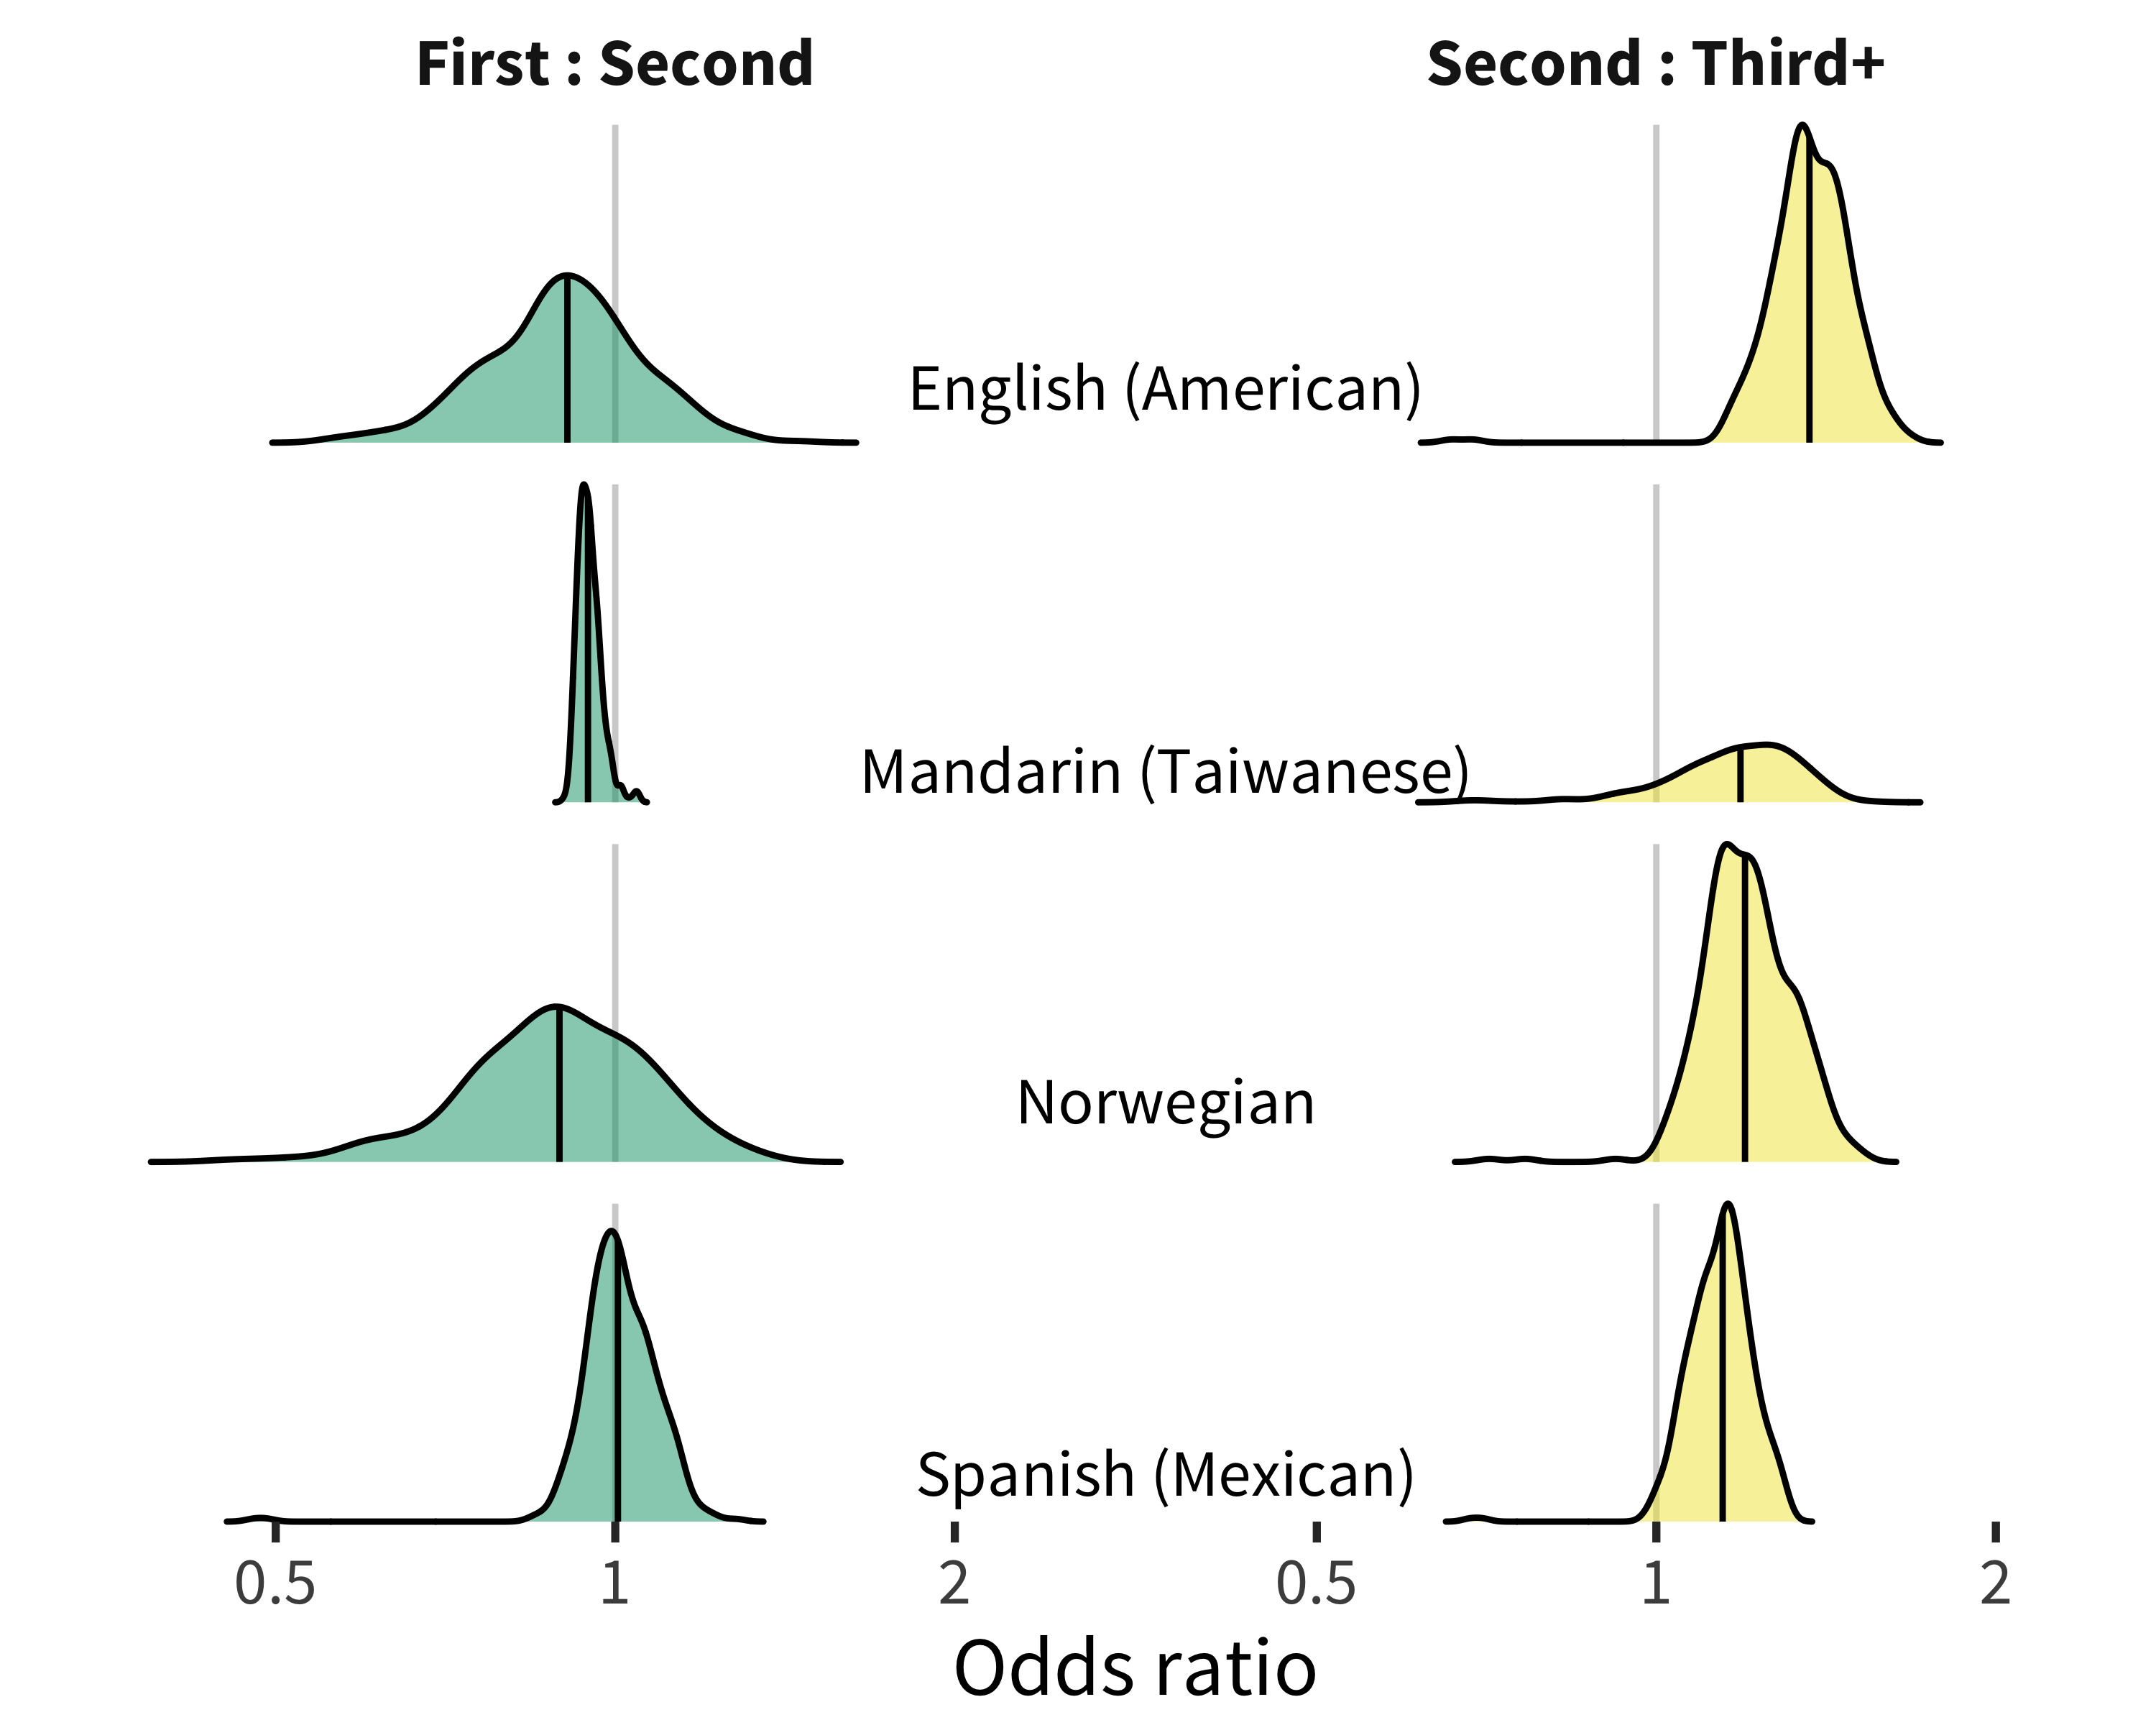 First : Second
Second : Third+
English (American)
Mandarin (Taiwanese)
Norwegian
Spanish (Mexican)
0.5 1 2 0.5 1 2
Odds ratio